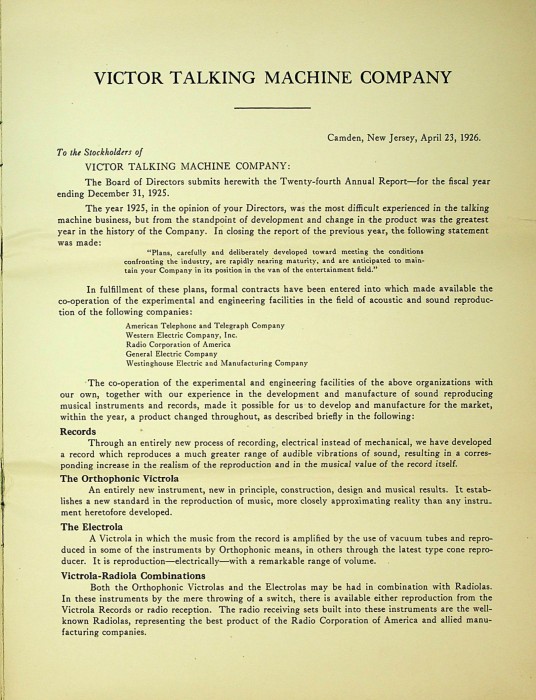 VICTOR TALKING MACHINE COMPANY
Camden, New Jersey, April 23, 1926.
To the Stockholders of
VICTOR TALKING MACHINE COMPANY:
The Board of Directors submits herewith the Twenty-fourth Annual Report—for the fiscal year
ending December 31, 1925.
The year 1925, in the opinion of your Directors, was the most difficult experienced in the talking
machine business, but from the standpoint of development and change in the product was the greatest
year in the history of the Company. In closing the report of the previous year, the following statement
was made:
"Plans, carefully and deliberately developed toward meeting the conditions
confronting the industry, are rapidly nearing maturity, and are anticipated to main-
tain your Company in its position in the van of the entertainment field."
In fulfillment of these plans, formal contracts have been entered into which made available the
co-operation of the experimental and engineering facilities in the field of acoustic and sound reproduc-
tion of the following companies:
American Telephone and Telegraph Company
Western Electric Company, Inc.
Radio Corporation of America
General Electric Company
Westinghouse Electric and Manufacturing Company
The co-operation of the experimental and engineering facilities of the above organizations with
our own, together with our experience in the development and manufacture of sound reproducing
musical instruments and records, made it possible for us to develop and manufacture for the market,
within the year, a product changed throughout, as described briefly in the following:
Records
Through an entirely new process of recording, electrical instead of mechanical, we have developed
a record which reproduces a much greater range of audible vibrations of sound, resulting in a corres-
ponding increase in the realism of the reproduction and in the musical value of the record itself.
The Orthophonic Victrola
An entirely new instrument, new in principle, construction, design and musical results. It estab-
lishes a new standard in the reproduction of music, more closely approximating reality than any instru-
ment heretofore developed.
The Electrola
A Victrola in which the music from the record is amplified by the use of vacuum tubes and repro-
duced in some of the instruments by Orthophonic means, in others through the latest type cone repro-
ducer. It is reproduction—electrically—with a remarkable range of volume.
Victrola-Radiola Combinations
Both the Orthophonic Victrolas and the Electrolas may be had in combination with Radiolas.
In these instruments by the mere throwing of a switch, there is available either reproduction from the
Victrola Records or radio reception. The radio receiving sets built into these instruments are the well-
known Radiolas, representing the best product of the Radio Corporation of America and allied manu-
facturing companies.